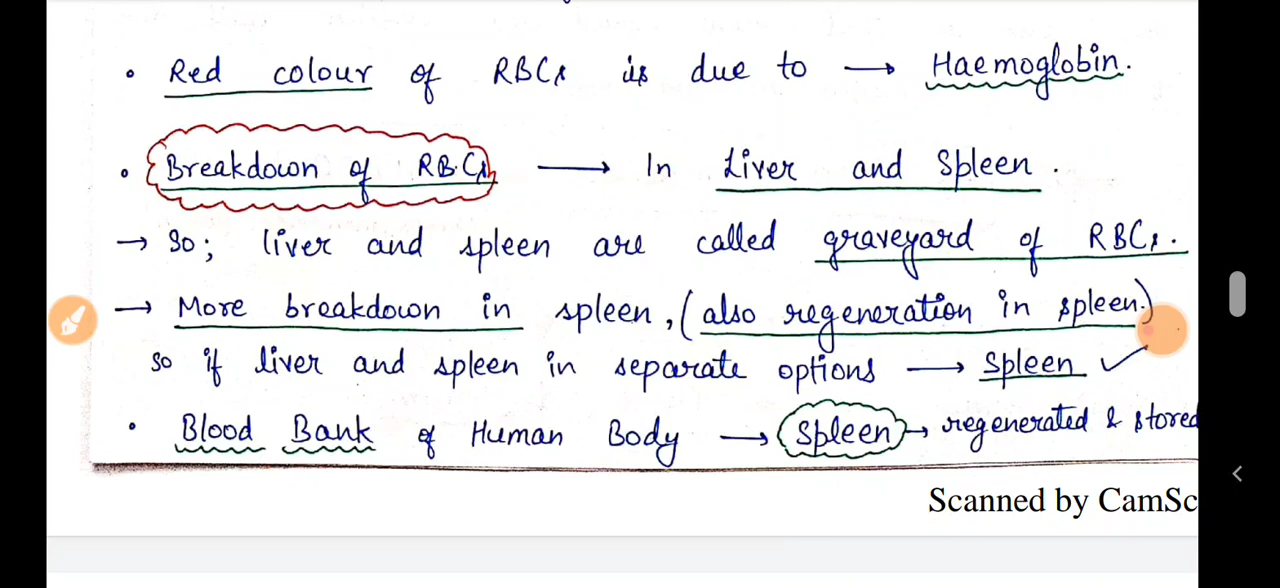 • Red colour of RBCs is due to → Haemoglobin.
• Breakdown of RBCs → In Liver and Spleen.
→ So; liver and spleen are called graveyard of RBCs.
→ More breakdown in spleen, (also regeneration in spleen.)
so if liver and spleen in separate options → Spleen ✓
• Blood Bank of Human Body → Spleen → regenerated & stored
Scanned by CamSc